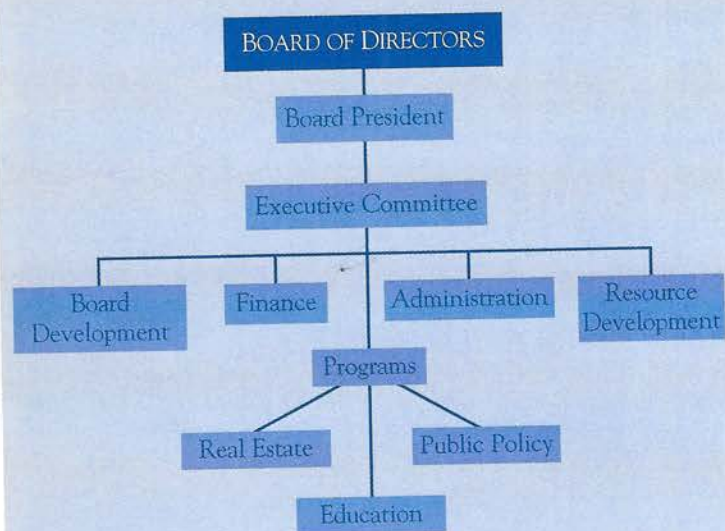 BOARD OF DIRECTORS
Board President
Executive Committee
Board
Development
Finance
Administration
Resource
Development
Programs
Real Estate
Public Policy
Education